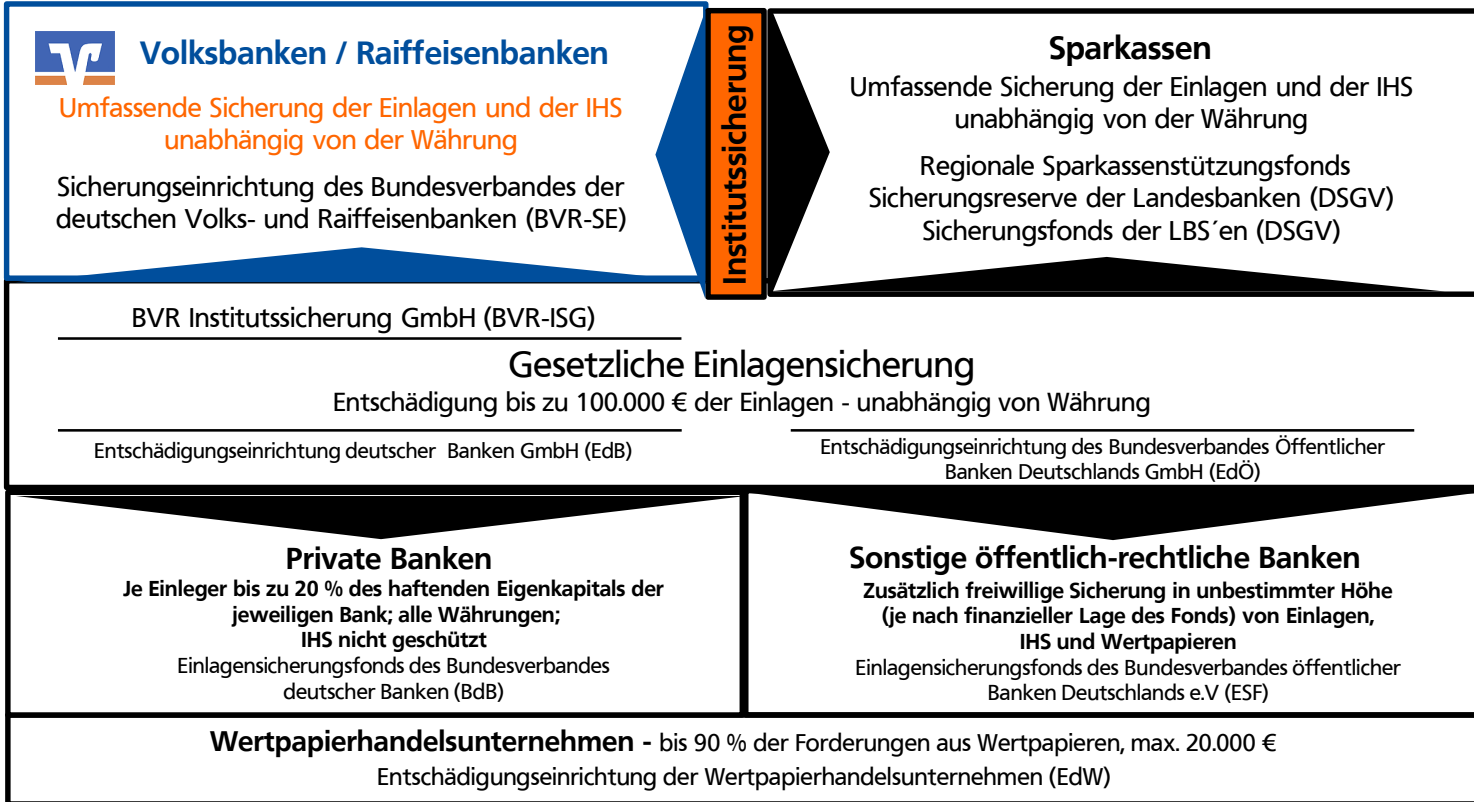 Volksbanken / Raiffeisenbanken
Umfassende Sicherung der Einlagen und der IHS
unabhängig von der Währung
Sicherungseinrichtung des Bundesverbandes der
deutschen Volks- und Raiffeisenbanken (BVR-SE)
Institutssicherung
Sparkassen
Umfassende Sicherung der Einlagen und der IHS
unabhängig von der Währung
Regionale Sparkassenstützungsfonds
Sicherungsreserve der Landesbanken (DSGV)
Sicherungsfonds der LBS´en (DSGV)
BVR Institutssicherung GmbH (BVR-ISG)
Gesetzliche Einlagensicherung
Entschädigung bis zu 100.000 € der Einlagen - unabhängig von Währung
Entschädigungseinrichtung deutscher Banken GmbH (EdB)
Entschädigungseinrichtung des Bundesverbandes Öffentlicher
Banken Deutschlands GmbH (EdÖ)
Private Banken
Je Einleger bis zu 20 % des haftenden Eigenkapitals der
jeweiligen Bank; alle Währungen;
IHS nicht geschützt
Einlagensicherungsfonds des Bundesverbandes
deutscher Banken (BdB)
Sonstige öffentlich-rechtliche Banken
Zusätzlich freiwillige Sicherung in unbestimmter Höhe
(je nach finanzieller Lage des Fonds) von Einlagen,
IHS und Wertpapieren
Einlagensicherungsfonds des Bundesverbandes öffentlicher
Banken Deutschlands e.V (ESF)
Wertpapierhandelsunternehmen - bis 90 % der Forderungen aus Wertpapieren, max. 20.000 €
Entschädigungseinrichtung der Wertpapierhandelsunternehmen (EdW)